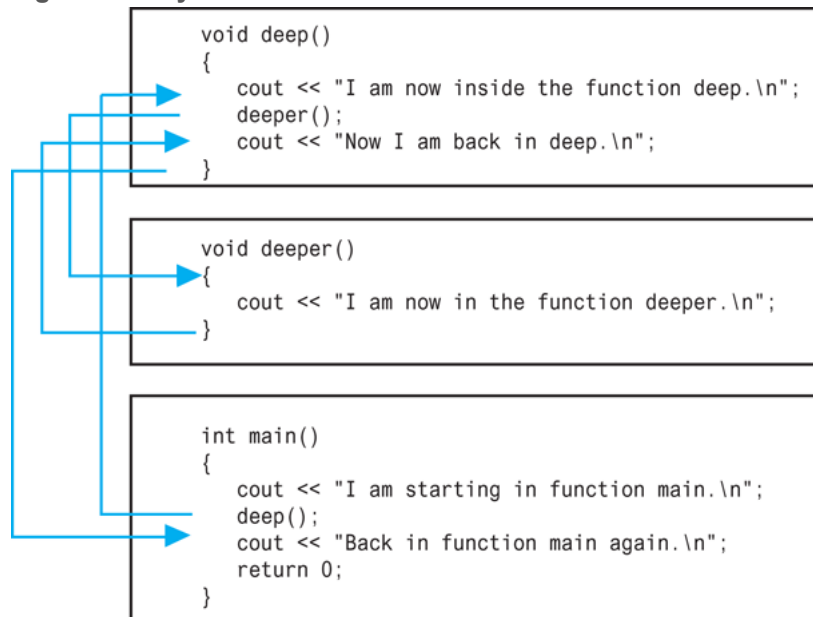 void deep()
{
cout << "I am now inside the function deep.\n";
deeper();
cout << "Now I am back in deep.\n";
}
void deeper()
{
cout << "I am now in the function deeper.\n";
}
int main()
{
cout << "I am starting in function main.\n";
deep();
cout << "Back in function main again.\n";
return 0;
}